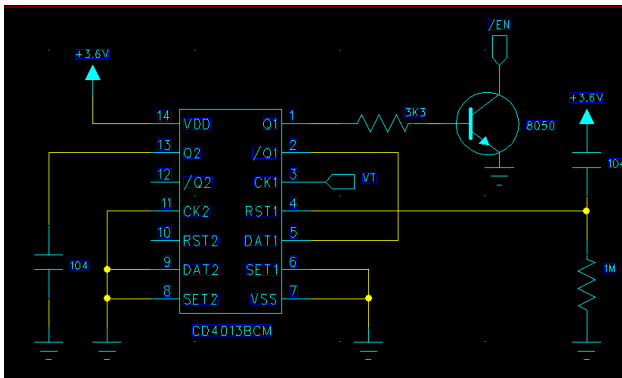 /EN
+3.6V
+3.6V
14 VDD Q1 1
3K3
8050
13 Q2 /Q1 2
104
12 /Q2 CK1 3
VT
11 CK2 RST1 4
10 RST2 DAT1 5
104
9 DAT2 SET1 6
1M
8 SET2 VSS 7
CD4013BCM